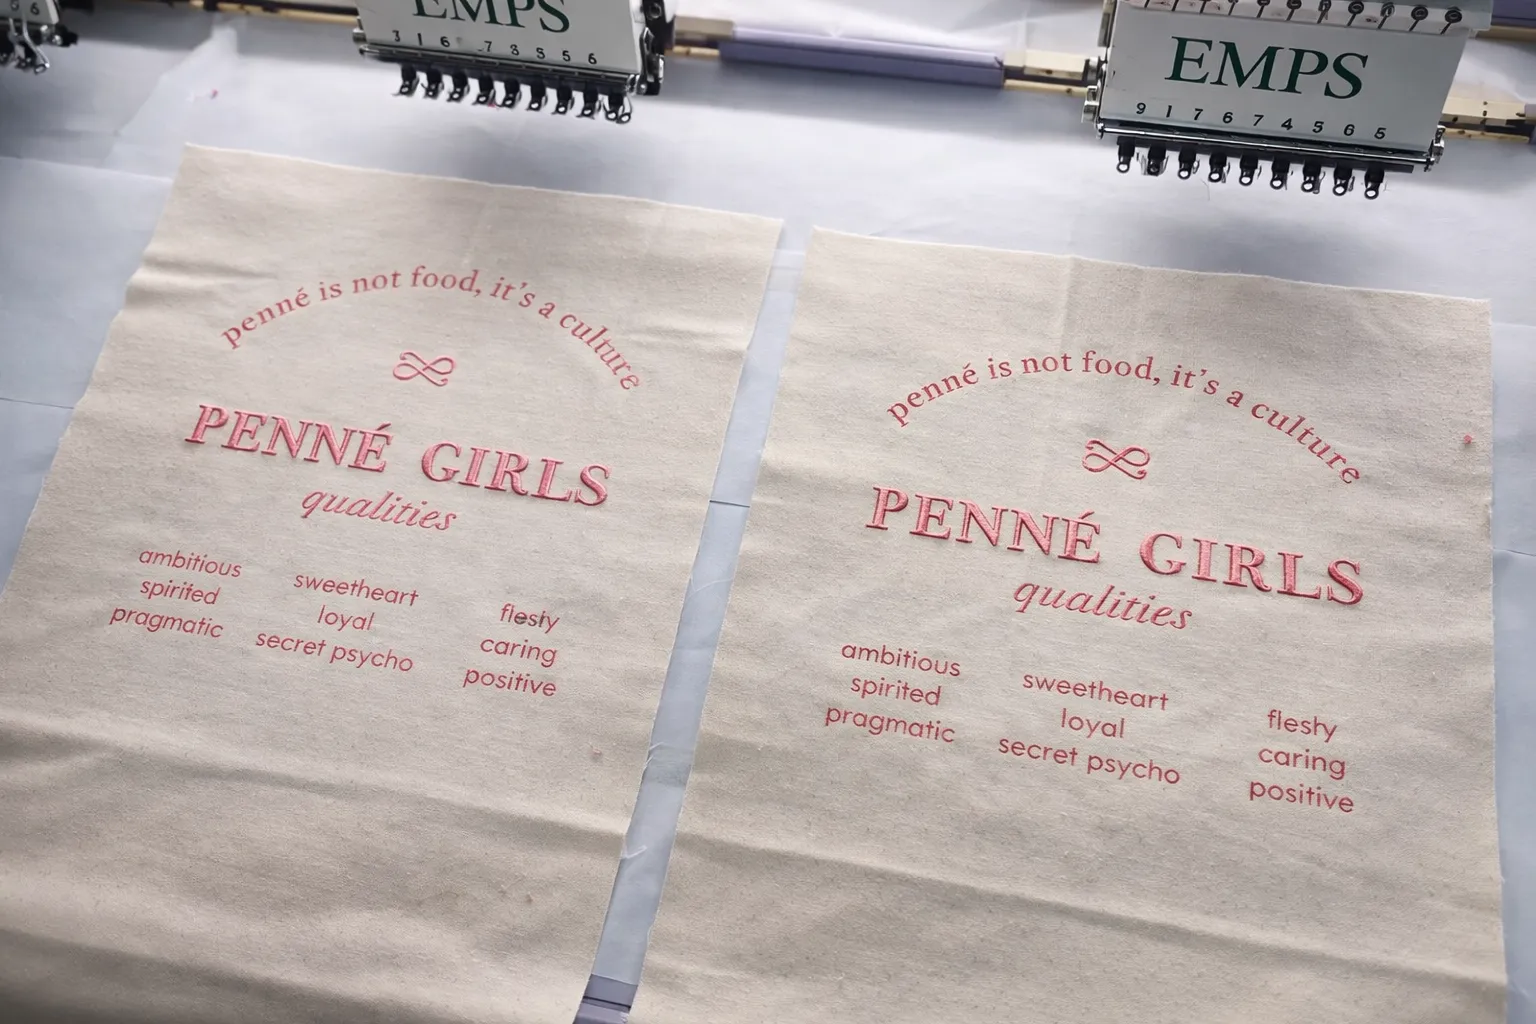 EMPS
EMPS
9 1 7 6 7 4 5 6 5
penné is not food, it's a culture
PENNÉ GIRLS
qualities
ambitious
spirited
pragmatic
sweetheart
loyal
secret psycho
fleshy
caring
positive
penné is not food, it's a culture
PENNÉ GIRLS
qualities
ambitious
spirited
pragmatic
sweetheart
loyal
secret psycho
fleshy
caring
positive